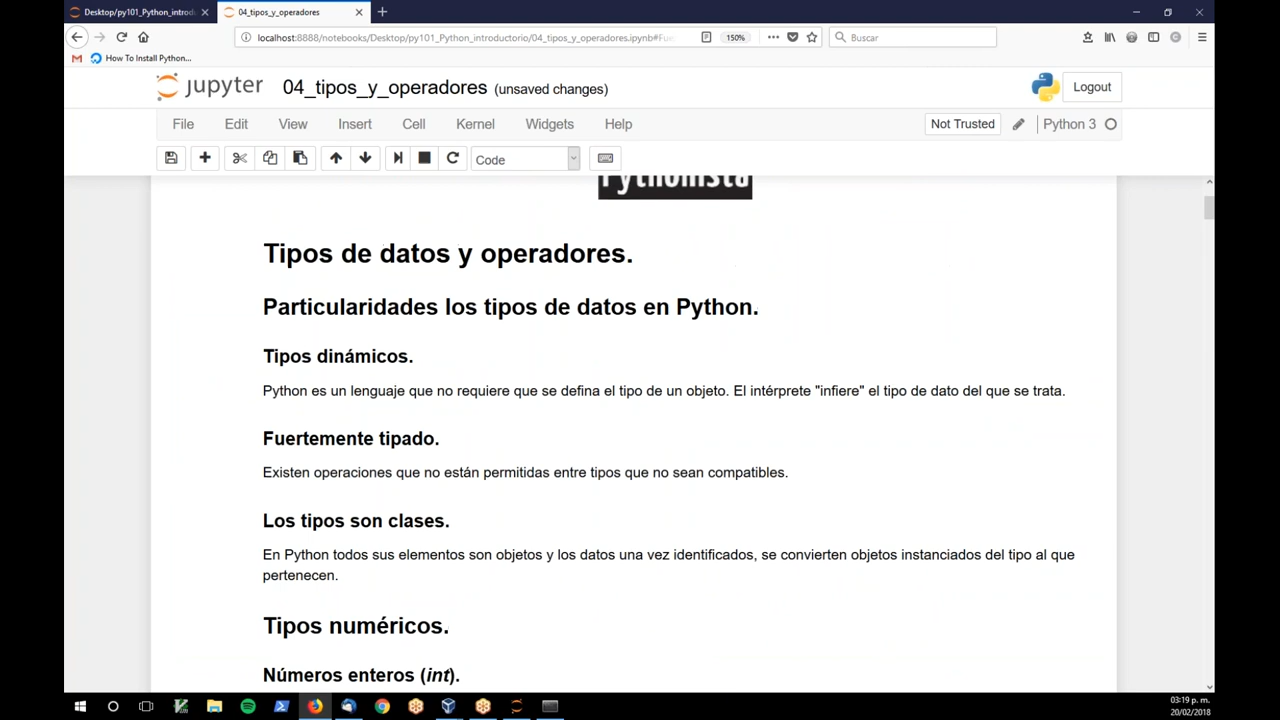 Desktop/py101_Python_introd
04_tipos_y_operadores
localhost:8888/notebooks/Desktop/py101_Python_introductorio/04_tipos_y_operadores.ipynb#Fue
150%
Buscar
How To Install Python...
jupyter
04_tipos_y_operadores (unsaved changes)
Logout
File Edit View Insert Cell Kernel Widgets Help
Not Trusted
Python 3
Code
Pythonista
Tipos de datos y operadores.
Particularidades los tipos de datos en Python.
Tipos dinámicos.
Python es un lenguaje que no requiere que se defina el tipo de un objeto. El intérprete "infiere" el tipo de dato del que se trata.
Fuertemente tipado.
Existen operaciones que no están permitidas entre tipos que no sean compatibles.
Los tipos son clases.
En Python todos sus elementos son objetos y los datos una vez identificados, se convierten objetos instanciados del tipo al que
pertenecen.
Tipos numéricos.
Números enteros (int).
03:19 p. m.
20/02/2018